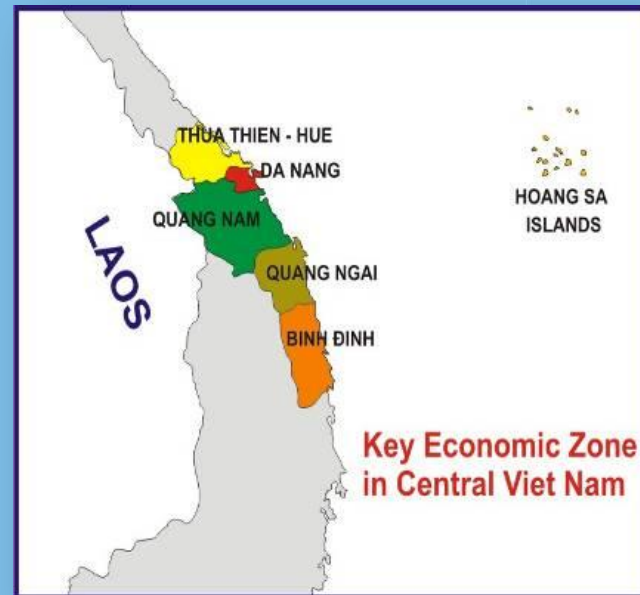 THUA THIEN - HUE
DA NANG
HOANG SA
ISLANDS
QUANG NAM
LAOS
QUANG NGAI
BINH ĐINH
Key Economic Zone
in Central Viet Nam